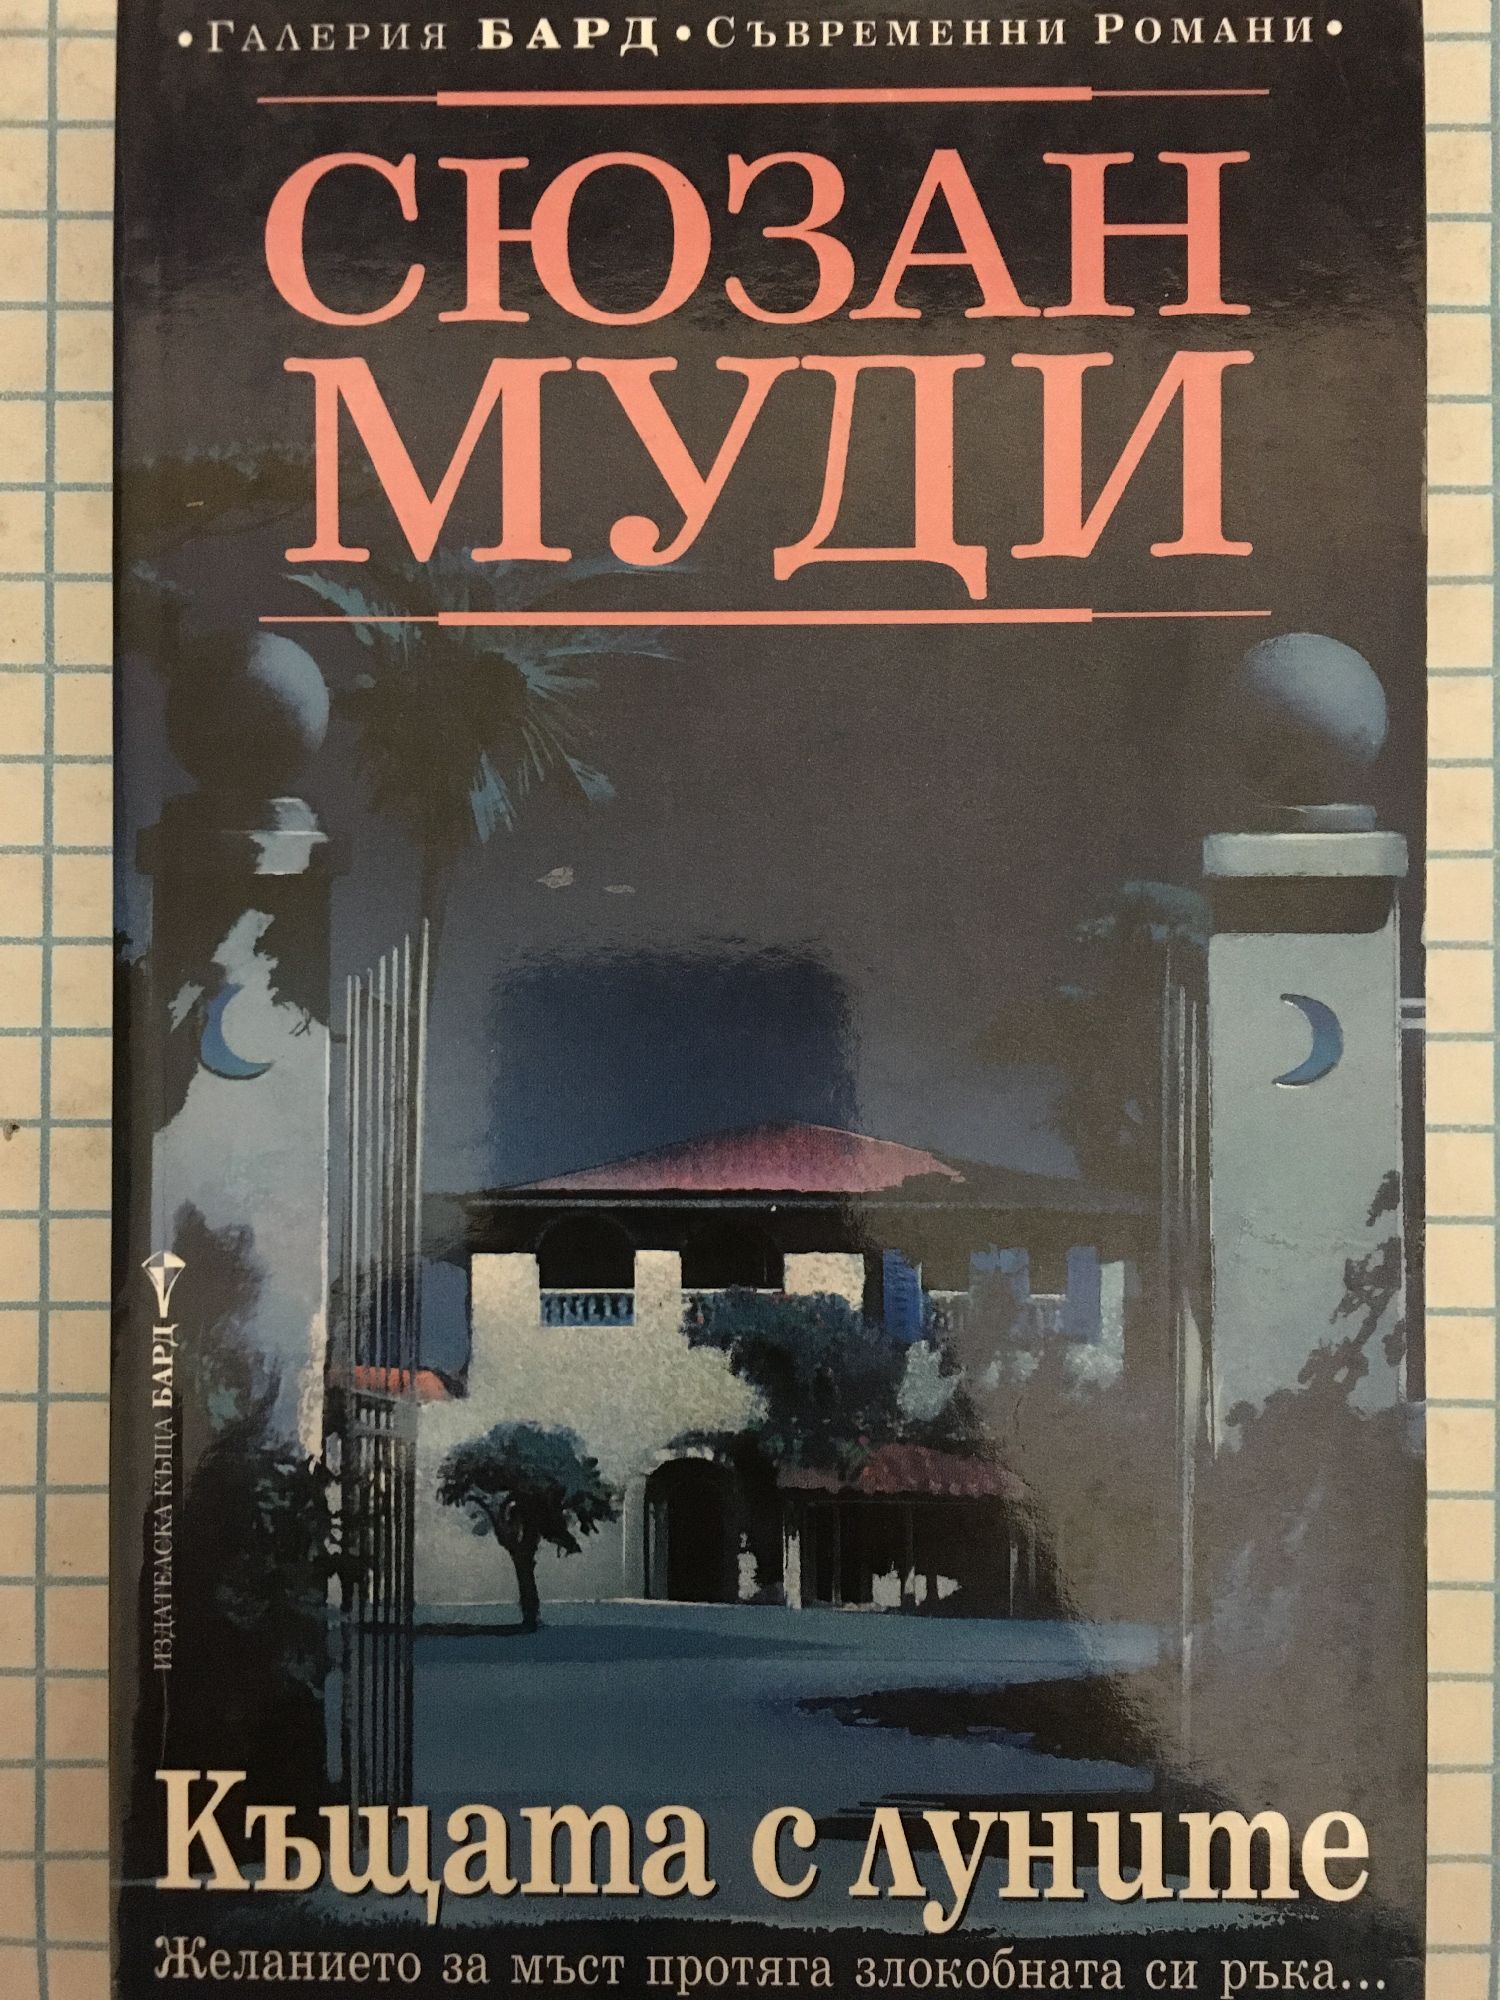 • ГАЛЕРИЯ БАРД • СЪВРЕМЕННИ РОМАНИ •
СЮЗАН
МУДИ
ИЗДАТЕЛСКА КЪЩА БАРД
Къщата с луните
Желанието за мъст протяга злокобната си ръка...